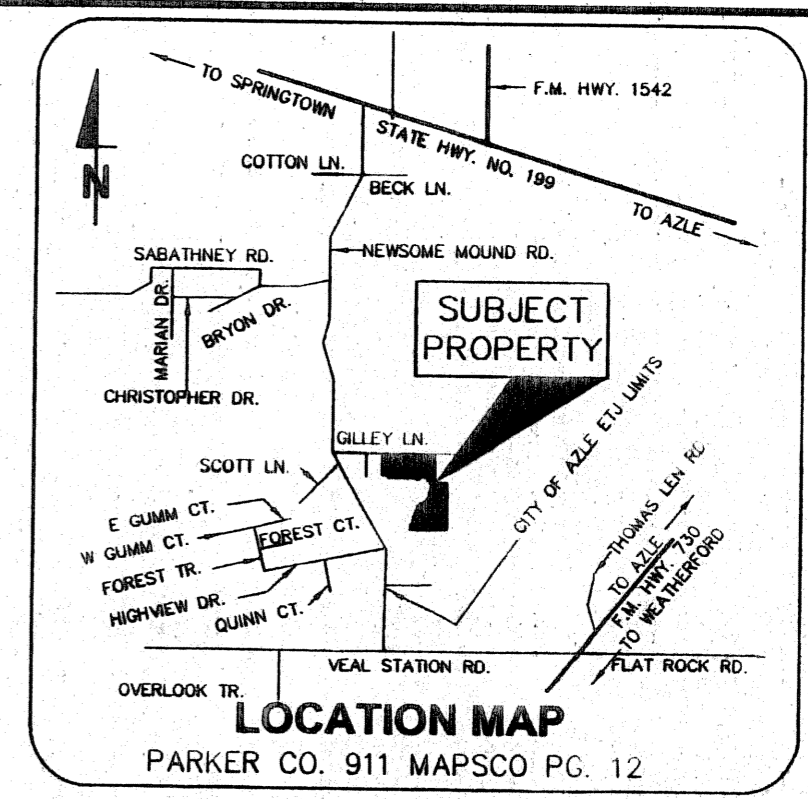 TO SPRINGTOWN
F.M. HWY. 1542
STATE HWY. NO. 199
COTTON LN.
BECK LN.
TO AZLE
N
SABATHNEY RD.
NEWSOME MOUND RD.
MARIAN DR.
BRYON DR.
SUBJECT
PROPERTY
CHRISTOPHER DR.
GILLEY LN.
CITY OF AZLE ETJ LIMITS
SCOTT LN.
THOMAS LEN RD
E GUMM CT.
W GUMM CT.
FOREST CT.
TO AZLE
F.M. HWY. 730
TO WEATHERFORD
FOREST TR.
HIGHVIEW DR.
QUINN CT.
VEAL STATION RD.
FLAT ROCK RD.
OVERLOOK TR.
LOCATION MAP
PARKER CO. 911 MAPSCO PG. 12